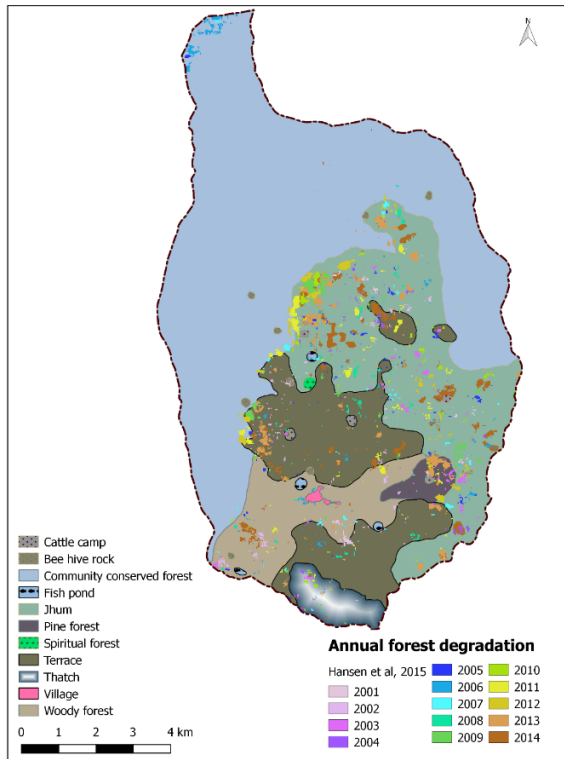 N
Cattle camp
Bee hive rock
Community conserved forest
Fish pond
Jhum
Pine forest
Spiritual forest
Terrace
Thatch
Village
Woody forest
0 1 2 3 4 km
Annual forest degradation
Hansen et al, 2015
2001
2002
2003
2004
2005
2006
2007
2008
2009
2010
2011
2012
2013
2014